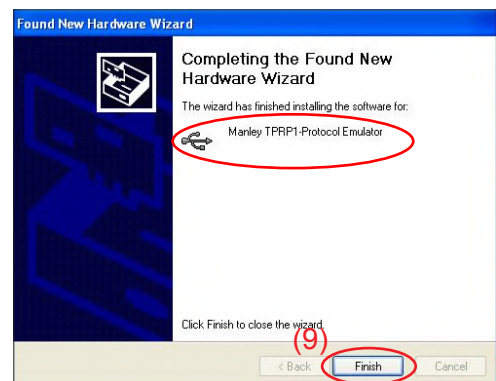 Found New Hardware Wizard
Completing the Found New
Hardware Wizard
The wizard has finished installing the software for:
Manley TPRP1-Protocol Emulator
Click Finish to close the wizard.
(9)
< Back
Finish
Cancel